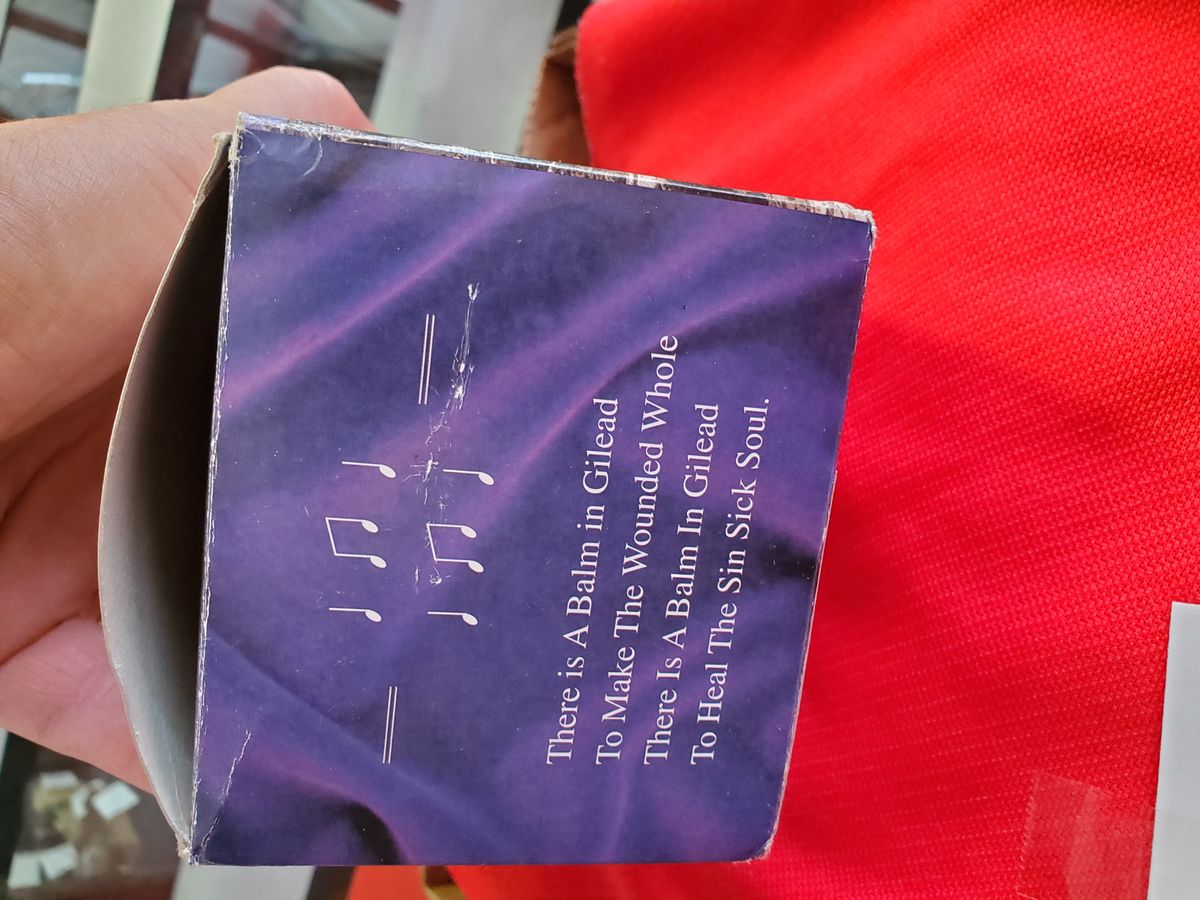 There is A Balm in Gilead
To Make The Wounded Whole
There Is A Balm In Gilead
To Heal The Sin Sick Soul.